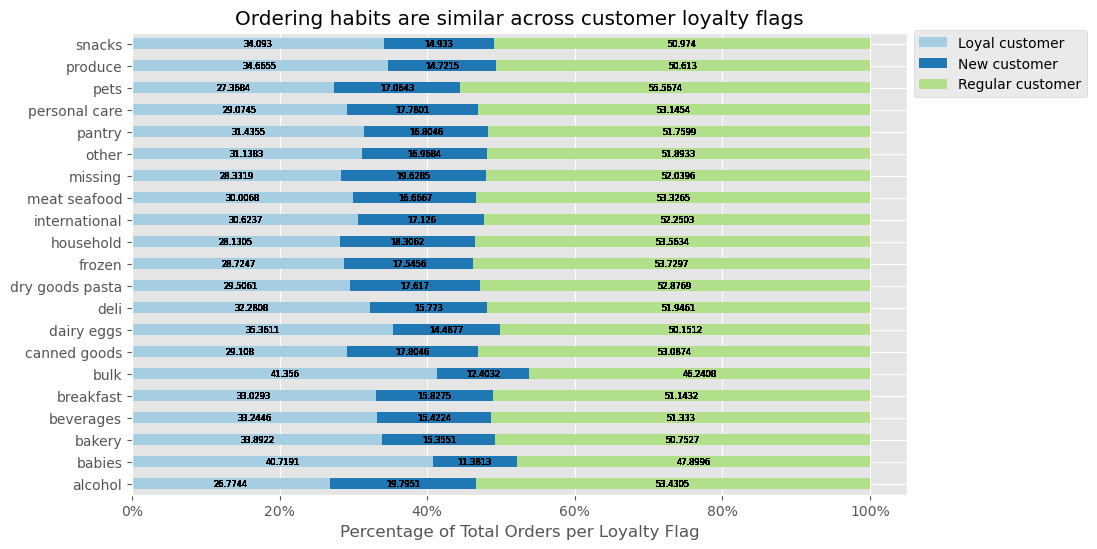 Ordering habits are similar across customer loyalty flags
Loyal customer
New customer
Regular customer
snacks 34.093 14.933 50.974
produce 34.6655 14.7215 50.613
pets 27.3684 17.0643 55.5674
personal care 29.0745 17.7801 53.1454
pantry 31.4355 16.8046 51.7599
other 31.1383 16.9684 51.8933
missing 28.3319 19.6285 52.0396
meat seafood 30.0068 16.6667 53.3265
international 30.6237 17.126 52.2503
household 28.1305 18.3062 53.5634
frozen 28.7247 17.5456 53.7297
dry goods pasta 29.5061 17.617 52.8769
deli 32.2808 15.773 51.9461
dairy eggs 35.3611 14.4877 50.1512
canned goods 29.108 17.8046 53.0874
bulk 41.356 12.4032 46.2408
breakfast 33.0293 15.8275 51.1432
beverages 33.2446 15.4224 51.333
bakery 33.8922 15.3551 50.7527
babies 40.7191 11.3813 47.8996
alcohol 26.7744 19.7951 53.4305
0% 20% 40% 60% 80% 100%
Percentage of Total Orders per Loyalty Flag